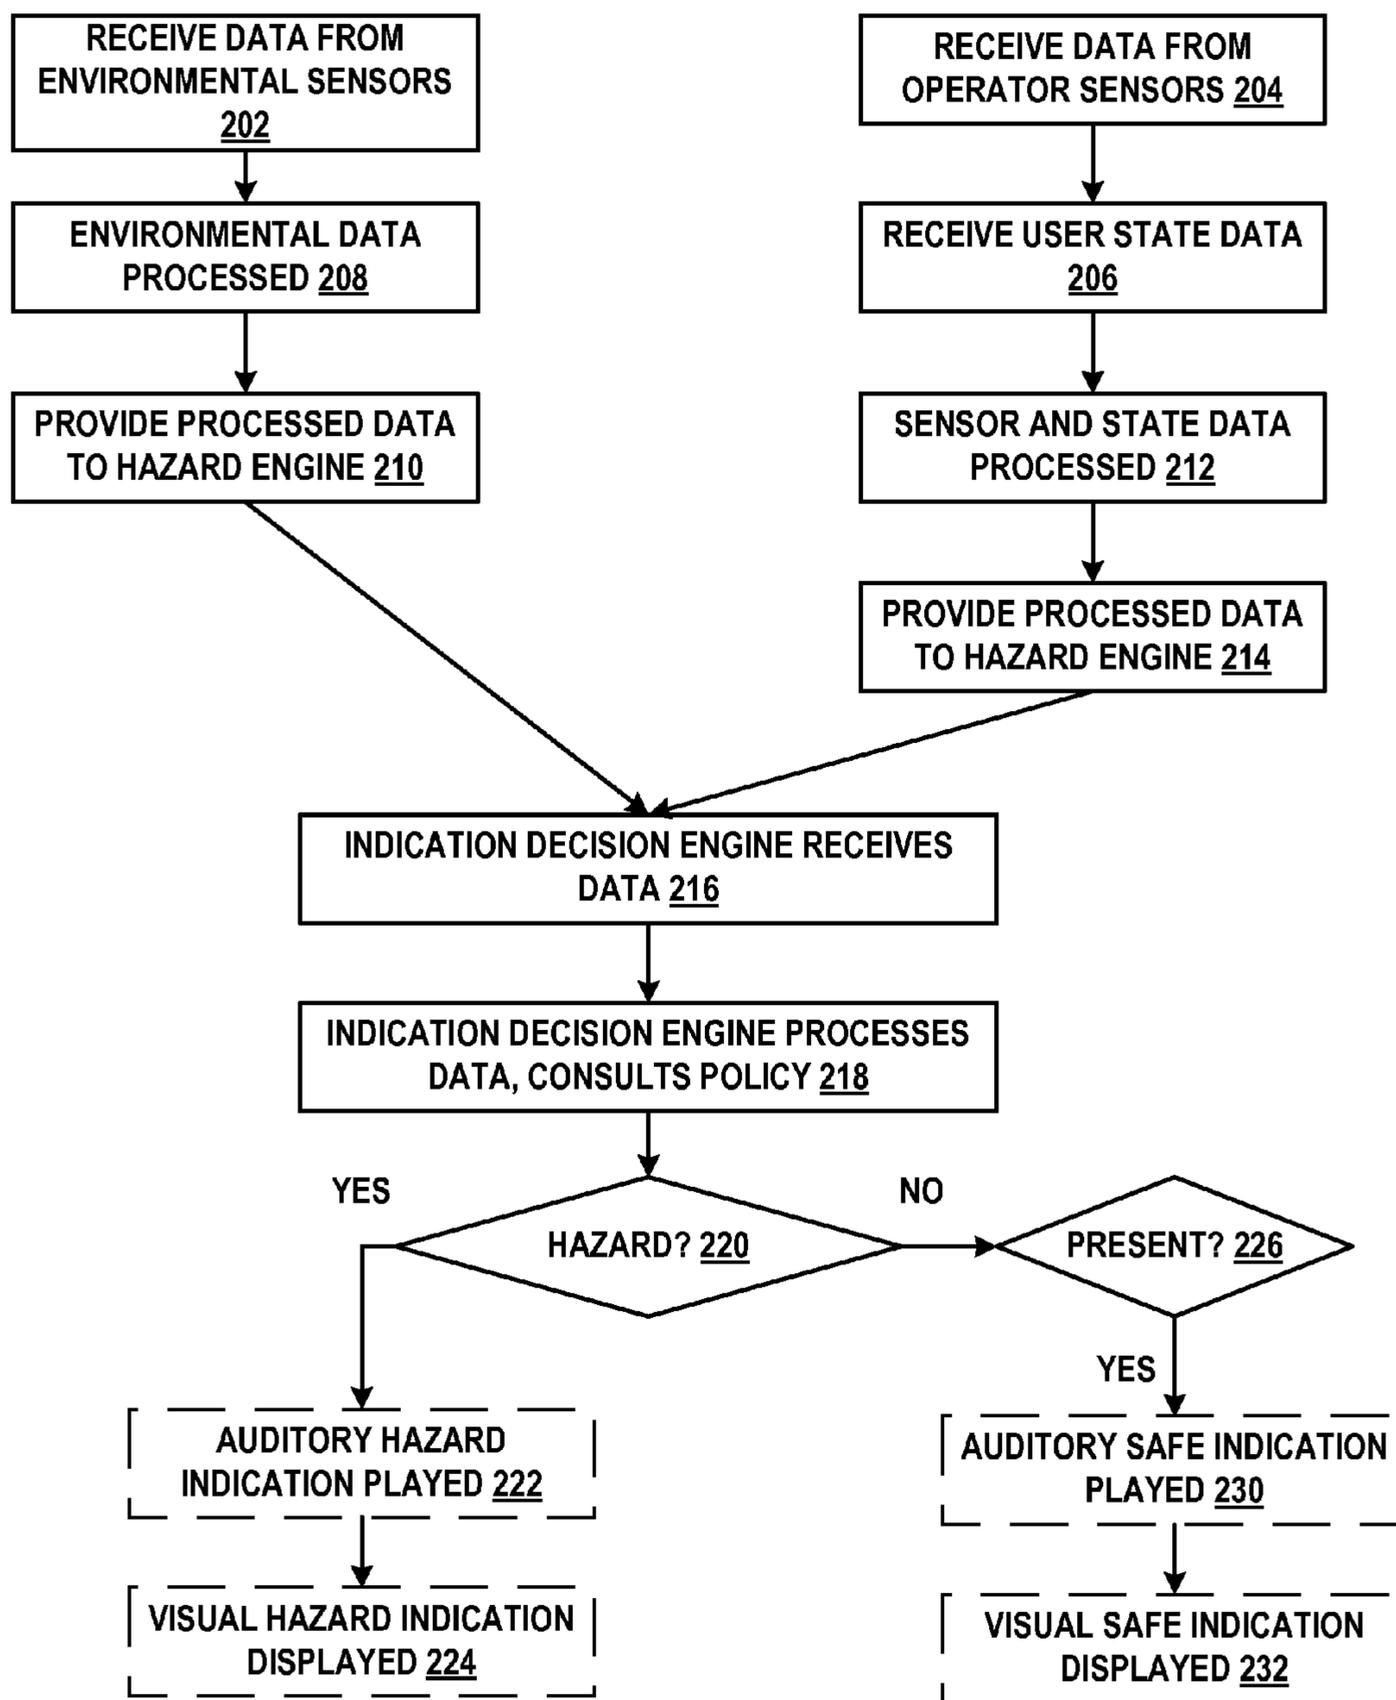 RECEIVE DATA FROM
ENVIRONMENTAL SENSORS
202
RECEIVE DATA FROM
OPERATOR SENSORS 204
ENVIRONMENTAL DATA
PROCESSED 208
RECEIVE USER STATE DATA
206
PROVIDE PROCESSED DATA
TO HAZARD ENGINE 210
SENSOR AND STATE DATA
PROCESSED 212
PROVIDE PROCESSED DATA
TO HAZARD ENGINE 214
INDICATION DECISION ENGINE RECEIVES
DATA 216
INDICATION DECISION ENGINE PROCESSES
DATA, CONSULTS POLICY 218
YES
HAZARD? 220
NO
PRESENT? 226
YES
AUDITORY HAZARD
INDICATION PLAYED 222
AUDITORY SAFE INDICATION
PLAYED 230
VISUAL HAZARD INDICATION
DISPLAYED 224
VISUAL SAFE INDICATION
DISPLAYED 232